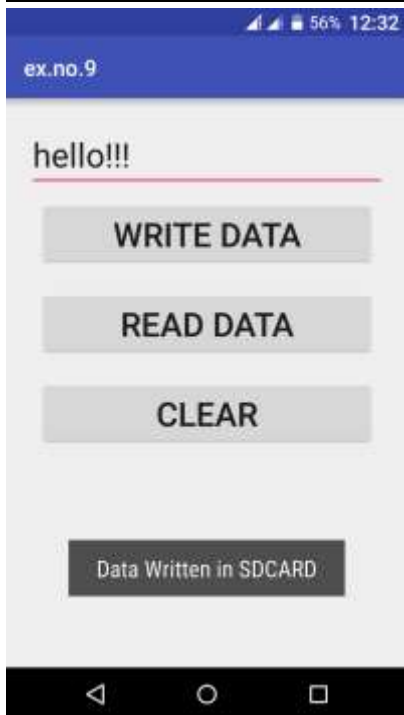 56% 12:32
ex.no.9
hello!!!
WRITE DATA
READ DATA
CLEAR
Data Written in SDCARD